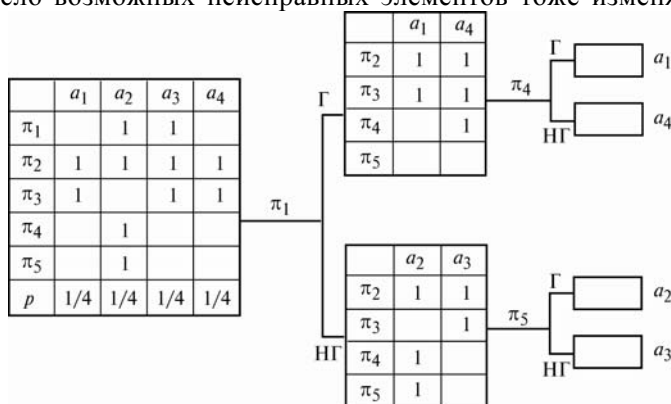 возможных неисправных элементов тоже
a1 a2 a3 a4
π1 1 1
π2 1 1 1 1
π3 1 1 1
π4 1
π5 1
p 1/4 1/4 1/4 1/4
π1
Г
a1 a4
π2 1 1
π3 1 1
π4 1
π5
π4
Г
a1
НГ
a4
НГ
a2 a3
π2 1 1
π3 1
π4 1
π5 1
π5
Г
a2
НГ
a3